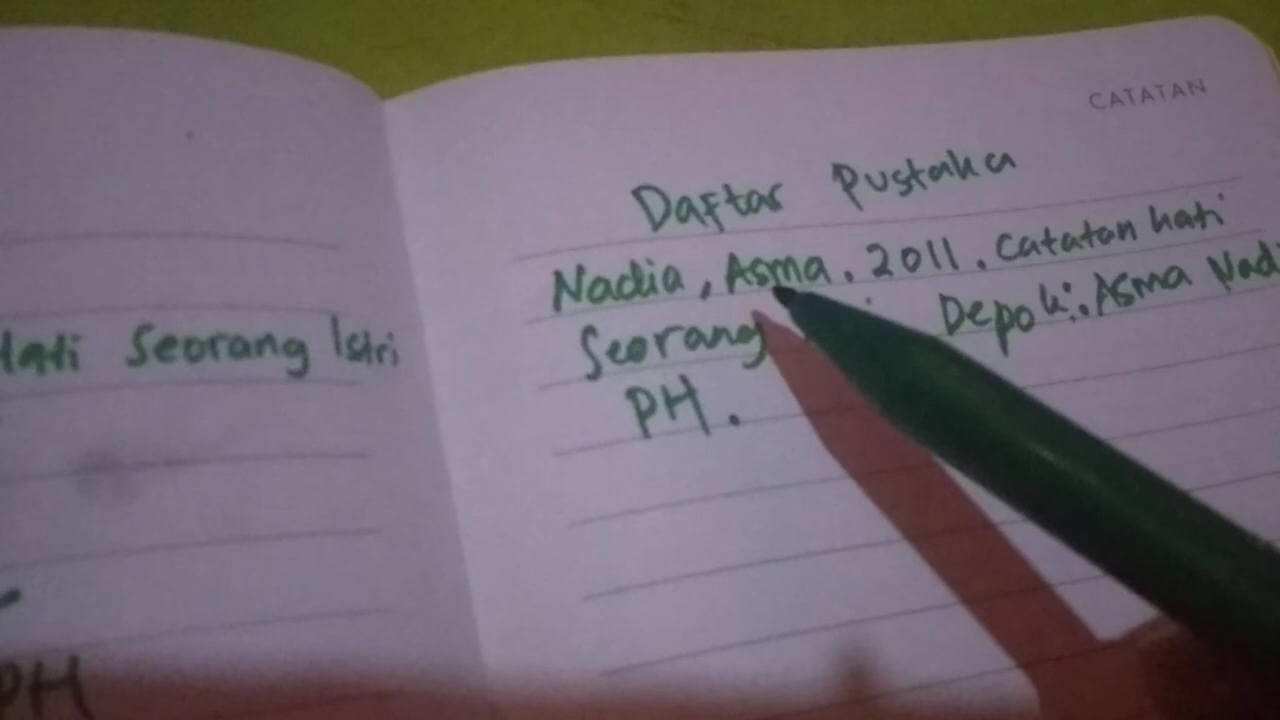 CATATAN
Hati Seorang Istri
PH
Daftar Pustaka
Nadia, Asma. 2011. Catatan hati
Seorang Depok: Asma Nad
PH.